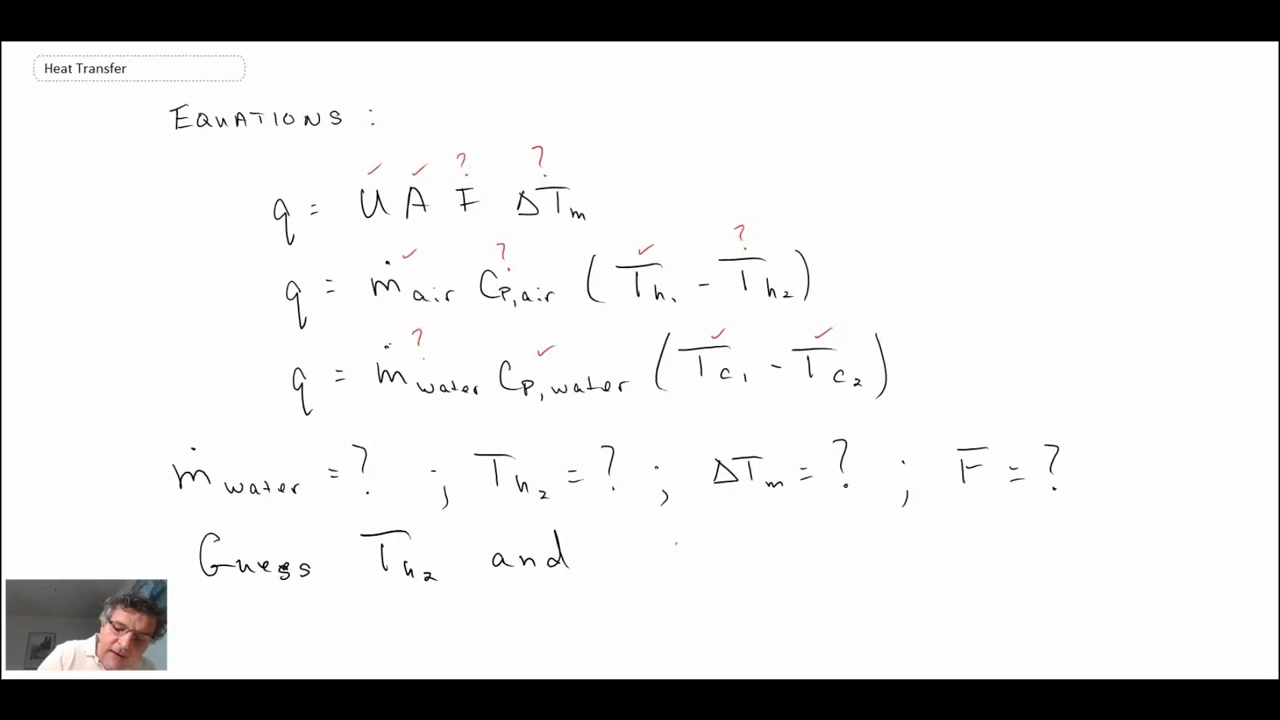 Heat Transfer
EQUATIONS :
✓ ✓ ? ?
q = U A F ΔTm
✓ ? ✓ ?
q = ṁair Cp,air (Th1 - Th2)
? ✓ ✓ ✓
q = ṁwater Cp,water (Tc1 - Tc2)
ṁwater = ? ; Th2 = ? ; ΔTm = ? ; F = ?
Guess Th2 and